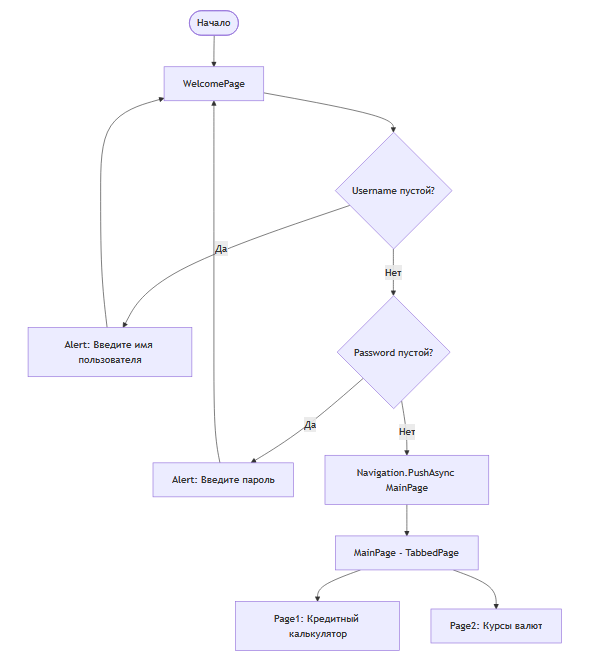 Начало
WelcomePage
Username пустой?
Да
Нет
Alert: Введите имя
пользователя
Password пустой?
Да
Нет
Alert: Введите пароль
Navigation.PushAsync
MainPage
MainPage - TabbedPage
Page1: Кредитный
калькулятор
Page2: Курсы валют